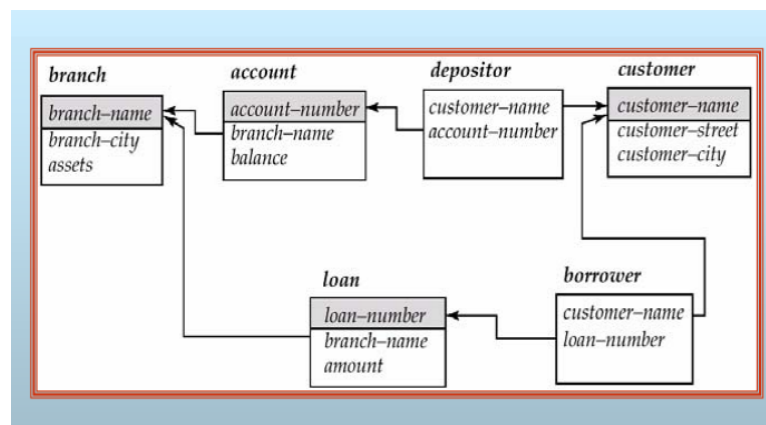 branch
branch–name
branch–city
assets
account
account–number
branch–name
balance
depositor
customer–name
account–number
customer
customer–name
customer–street
customer–city
loan
loan–number
branch–name
amount
borrower
customer–name
loan–number